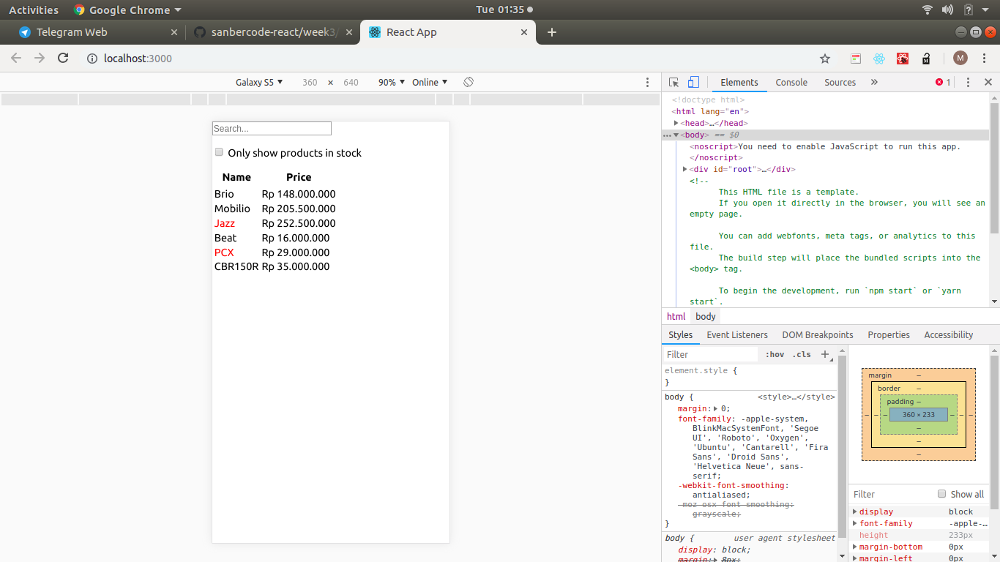 Activities Google Chrome Tue 01:35
Telegram Web sanbercode-react/week3/ React App
localhost:3000 M
Galaxy S5 360 × 640 90% Online
Elements Console Sources » 1
Search...
Only show products in stock
Name Price
Brio Rp 148.000.000
Mobilio Rp 205.500.000
Jazz Rp 252.500.000
Beat Rp 16.000.000
PCX Rp 29.000.000
CBR150R Rp 35.000.000
<!doctype html>
<html lang="en">
<head>…</head>
<body> == $0
<noscript>You need to enable JavaScript to run this app.
</noscript>
<div id="root">…</div>
<!--
This HTML file is a template.
If you open it directly in the browser, you will see an
empty page.
You can add webfonts, meta tags, or analytics to this
file.
The build step will place the bundled scripts into the
<body> tag.
To begin the development, run `npm start` or `yarn
start`.
html body
Styles Event Listeners DOM Breakpoints Properties Accessibility
Filter :hov .cls +
element.style {
}
body { <style>…</style>
margin: 0;
font-family: -apple-system,
BlinkMacSystemFont, 'Segoe
UI', 'Roboto', 'Oxygen',
'Ubuntu', 'Cantarell', 'Fira
Sans', 'Droid Sans',
'Helvetica Neue', sans-
serif;
-webkit-font-smoothing:
antialiased;
-moz-osx-font-smoothing:
grayscale;
}
body { user agent stylesheet
display: block;
margin: 8px;
margin –
border –
padding –
– – – 360 × 233 – – –
–
–
–
Filter Show all
display block
font-family -apple-…
height 233px
margin-bottom 0px
margin-left 0px